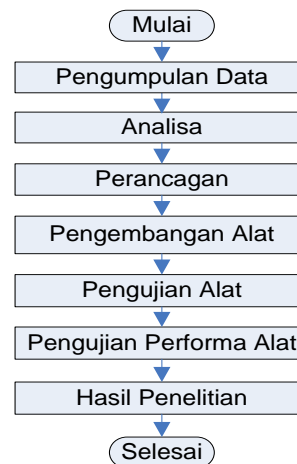 Mulai
Pengumpulan Data
Analisa
Perancagan
Pengembangan Alat
Pengujian Alat
Pengujian Performa Alat
Hasil Penelitian
Selesai